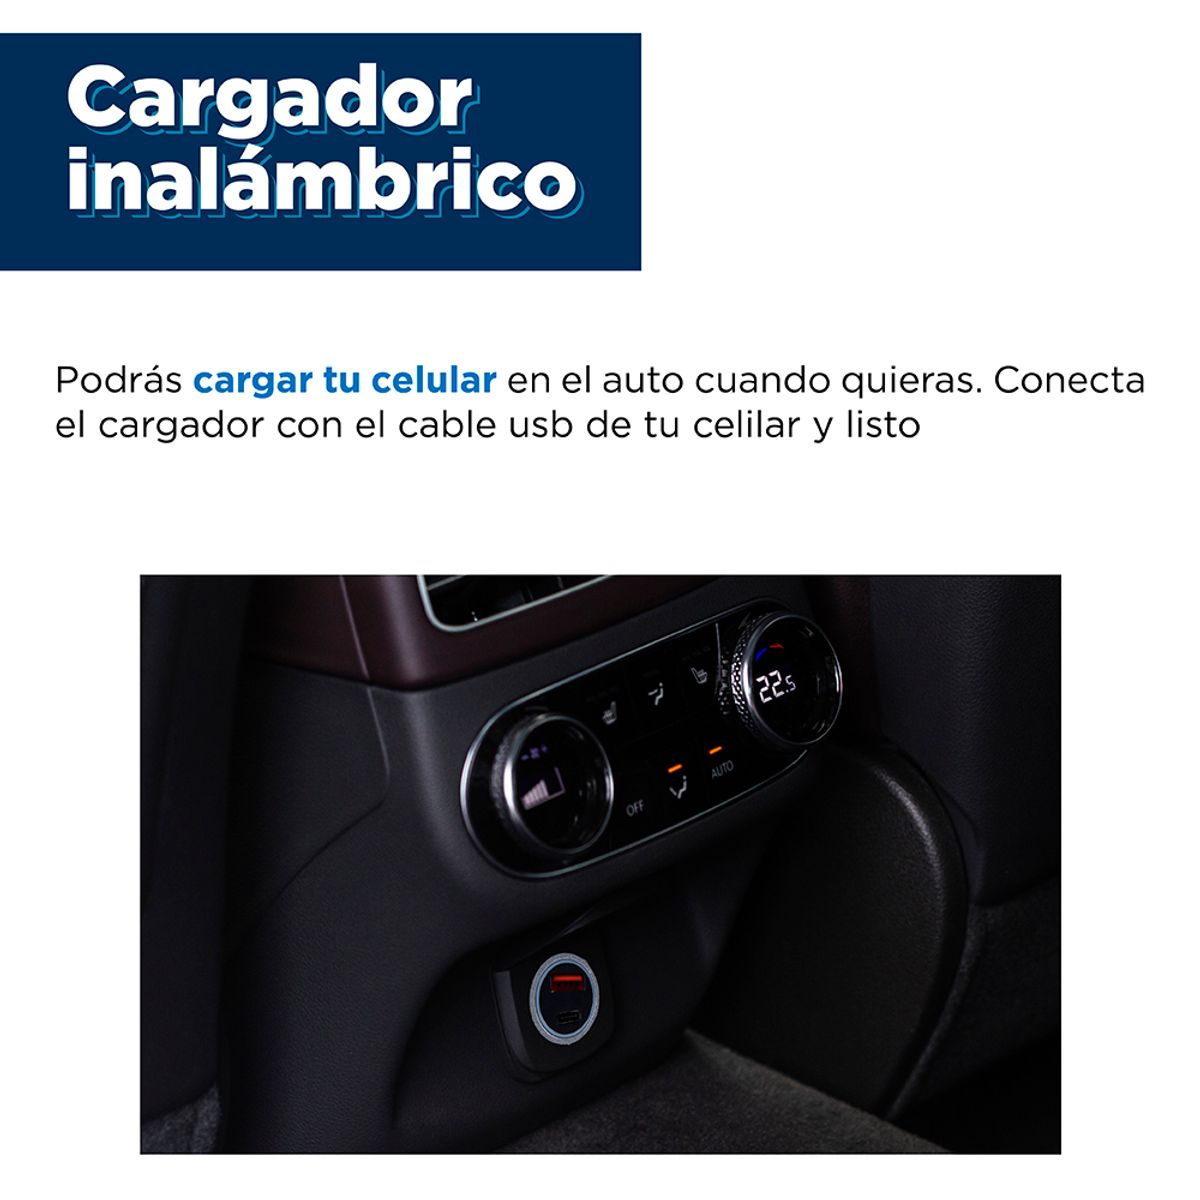 Cargador
inalámbrico
Podrás cargar tu celular en el auto cuando quieras. Conecta
el cargador con el cable usb de tu celilar y listo
22.5
OFF
AUTO